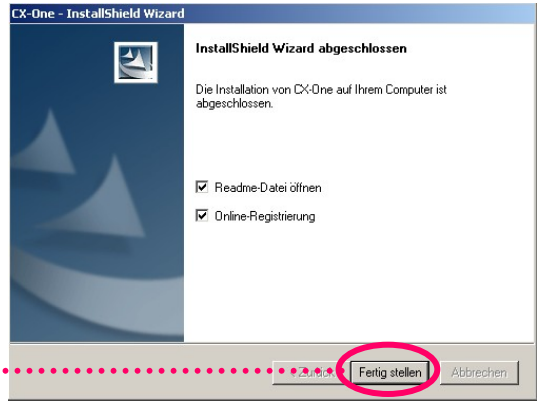 CX-One - InstallShield Wizard
InstallShield Wizard abgeschlossen
Die Installation von CX-One auf Ihrem Computer ist
abgeschlossen.
Readme-Datei öffnen
Online-Registrierung
Fertig stellen
Abbrechen